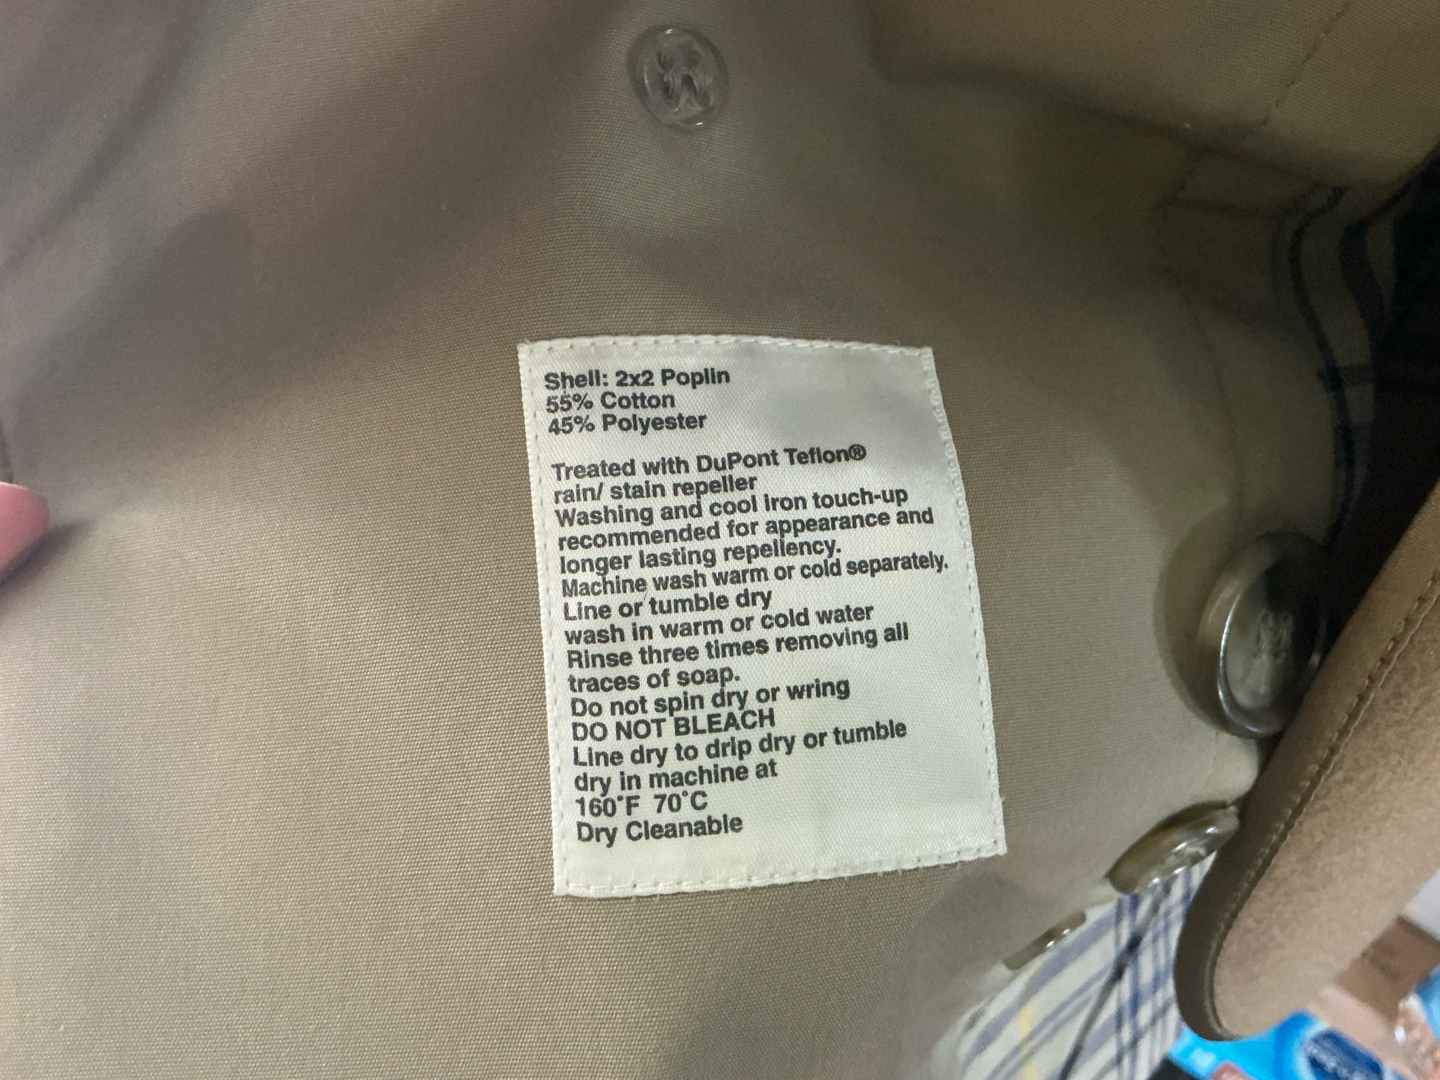 Shell: 2x2 Poplin
55% Cotton
45% Polyester
Treated with DuPont Teflon®
rain/ stain repeller
Washing and cool iron touch-up
recommended for appearance and
longer lasting repellency.
Machine wash warm or cold separately.
Line or tumble dry
wash in warm or cold water
Rinse three times removing all
traces of soap.
Do not spin dry or wring
DO NOT BLEACH
Line dry to drip dry or tumble
dry in machine at
160°F 70°C
Dry Cleanable